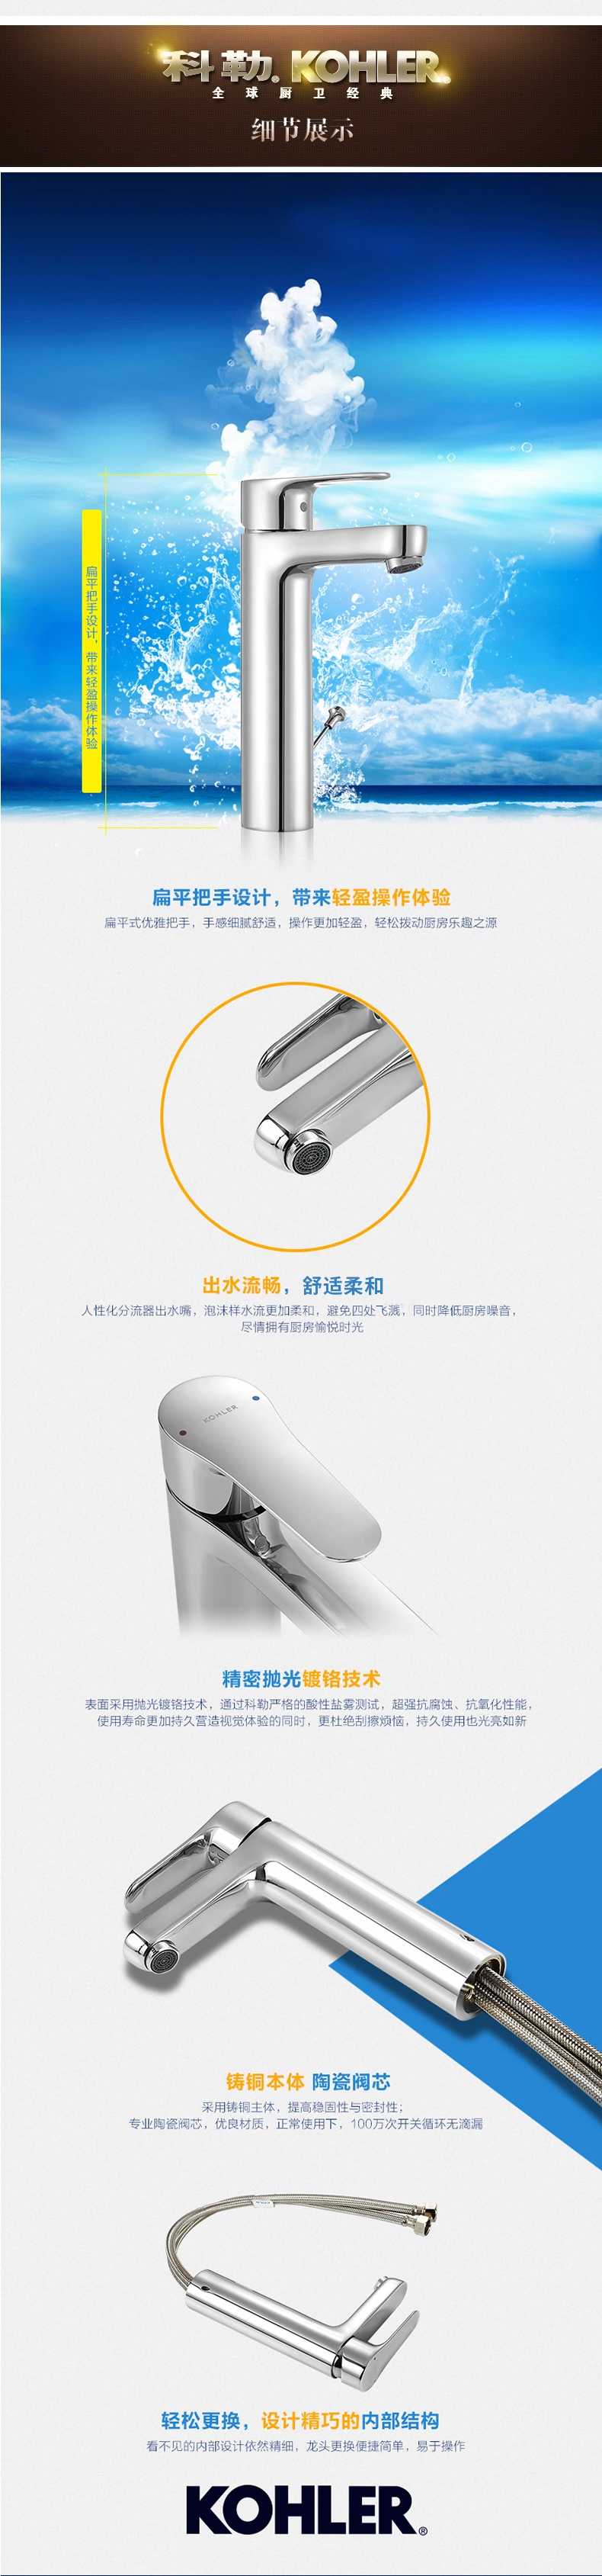 科勒® KOHLER®
全球厨卫经典
细节展示
扁平把手设计，带来轻盈操作体验
扁平把手设计，带来轻盈操作体验
扁平式优雅把手，手感细腻舒适，操作更加轻盈，轻松拨动厨房乐趣之源
出水流畅，舒适柔和
人性化分流器出水嘴，泡沫样水流更加柔和，避免四处飞溅，同时降低厨房噪音，
尽情拥有厨房愉悦时光
KOHLER
精密抛光镀铬技术
表面采用抛光镀铬技术，通过科勒严格的酸性盐雾测试，超强抗腐蚀、抗氧化性能，
使用寿命更加持久营造视觉体验的同时，更杜绝刮擦烦恼，持久使用也光亮如新
铸铜本体 陶瓷阀芯
采用铸铜主体，提高稳固性与密封性；
专业陶瓷阀芯，优良材质，正常使用下，100万次开关循环无滴漏
轻松更换，设计精巧的内部结构
看不见的内部设计依然精细，龙头更换便捷简单，易于操作
KOHLER®